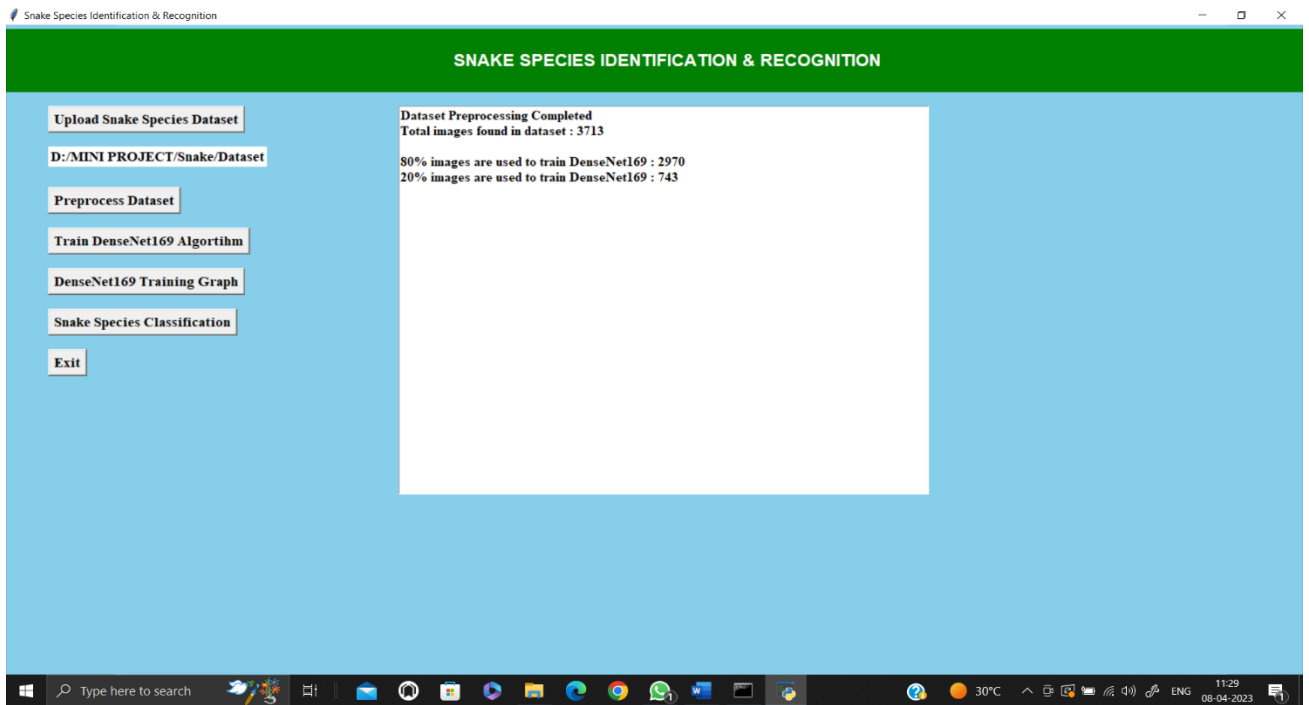 Snake Species Identification & Recognition
SNAKE SPECIES IDENTIFICATION & RECOGNITION
Upload Snake Species Dataset
D:/MINI PROJECT/Snake/Dataset
Preprocess Dataset
Train DenseNet169 Algortihm
DenseNet169 Training Graph
Snake Species Classification
Exit
Dataset Preprocessing Completed
Total images found in dataset : 3713
80% images are used to train DenseNet169 : 2970
20% images are used to train DenseNet169 : 743
Type here to search
30°C
ENG
11:29
08-04-2023